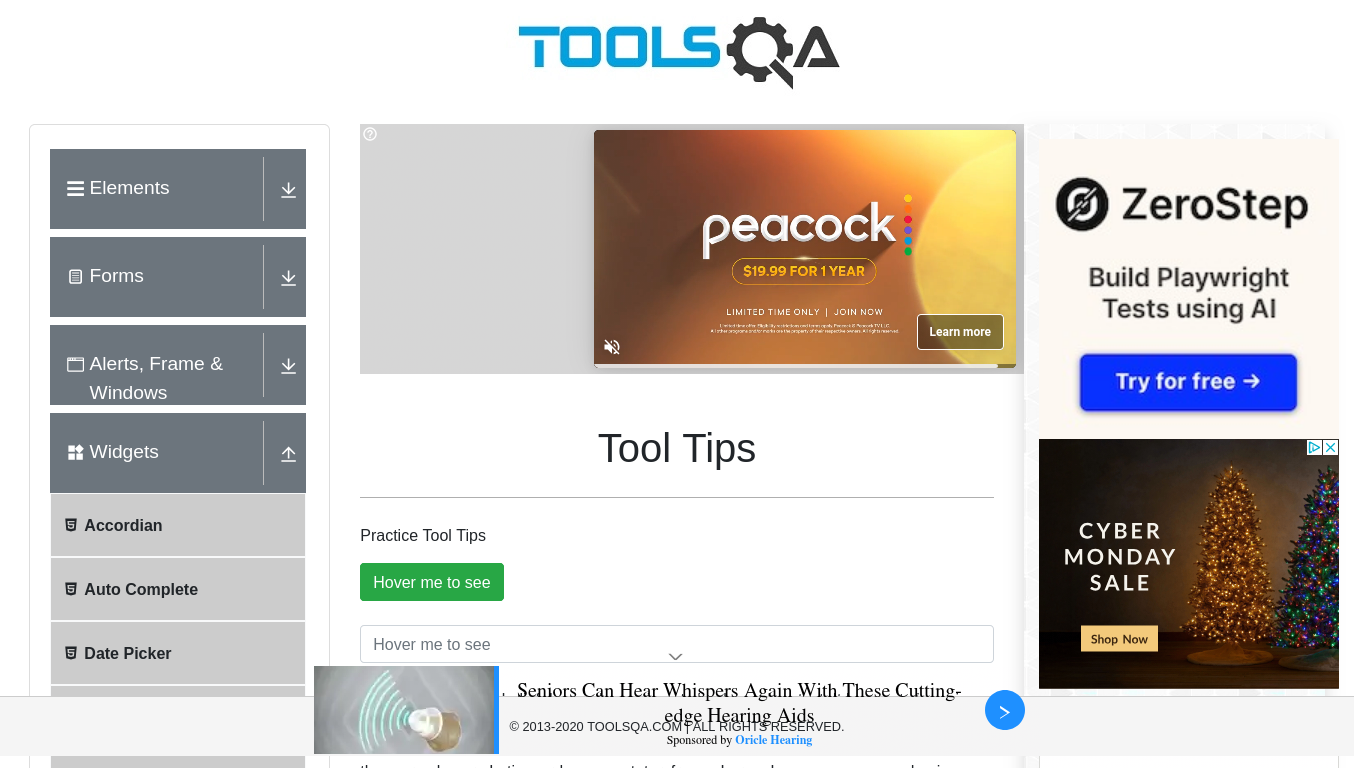 TOOLSQA
Elements
Forms
Alerts, Frame &
Windows
Widgets
Accordian
Auto Complete
Date Picker
peacock
$19.99 FOR 1 YEAR
LIMITED TIME ONLY | JOIN NOW
Learn more
Tool Tips
Practice Tool Tips
Hover me to see
Hover me to see
ZeroStep
Build Playwright
Tests using AI
Try for free →
CYBER
MONDAY
SALE
Shop Now
Seniors Can Hear Whispers Again With These Cutting-
edge Hearing Aids
Sponsored by Oricle Hearing
© 2013-2020 TOOLSQA.COM | ALL RIGHTS RESERVED.